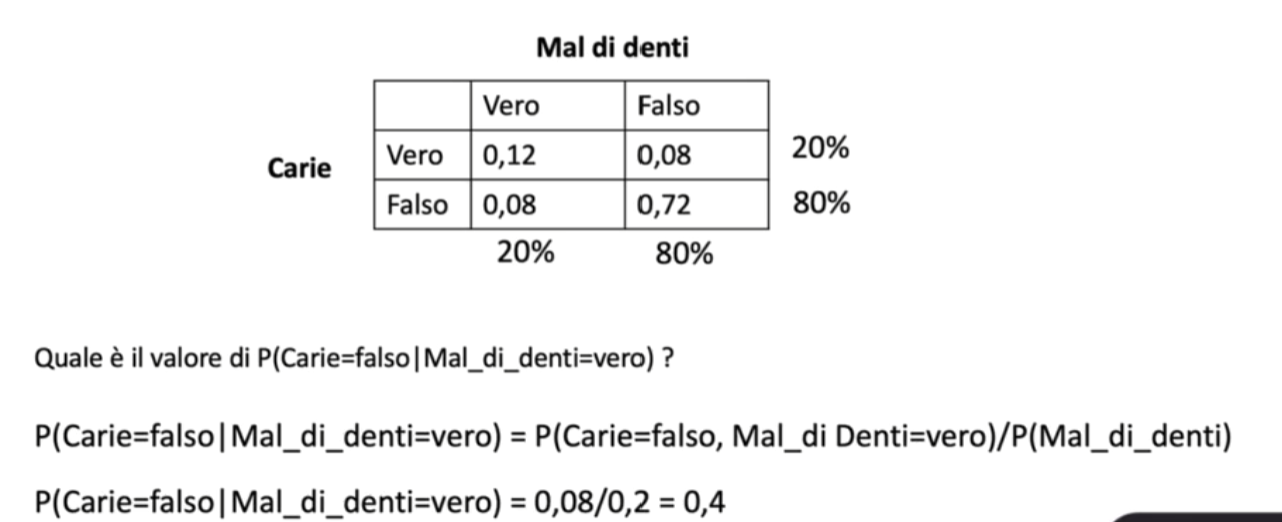 Mal di denti
Vero Falso
Carie Vero 0,12 0,08 20%
Falso 0,08 0,72 80%
20% 80%
Quale è il valore di P(Carie=falso|Mal_di_denti=vero) ?
P(Carie=falso|Mal_di_denti=vero) = P(Carie=falso, Mal_di Denti=vero)/P(Mal_di_denti)
P(Carie=falso|Mal_di_denti=vero) = 0,08/0,2 = 0,4